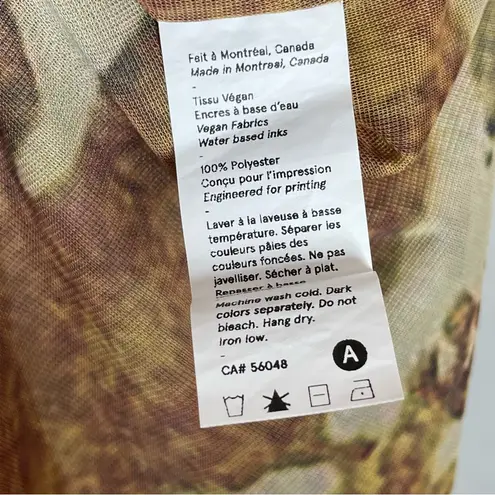 Fait à Montréal, Canada
Made in Montreal, Canada
-
Tissu Végan
Encres à base d'eau
Vegan Fabrics
Water based inks
-
100% Polyester
Conçu pour l'impression
Engineered for printing
-
Laver à la laveuse à basse
température. Séparer les
couleurs pâles des
couleurs foncées. Ne pas
javelliser. Sécher à plat.
Repasser à basse
Machine wash cold. Dark
colors separately. Do not
bleach. Hang dry.
Iron low.
-
CA# 56048
A